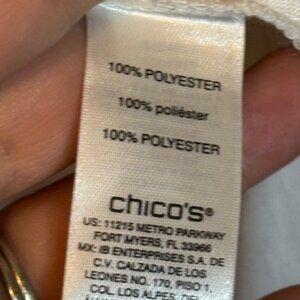 100% POLYESTER
100% poliéster
100% POLYESTER
chico's®
US: 11215 METRO PARKWAY
FORT MYERS, FL 33966
MX: IB ENTERPRISES S.A. DE
C.V. CALZADA DE LOS
LEONES NO. 170, PISO 1,
COL. LOS ALPES